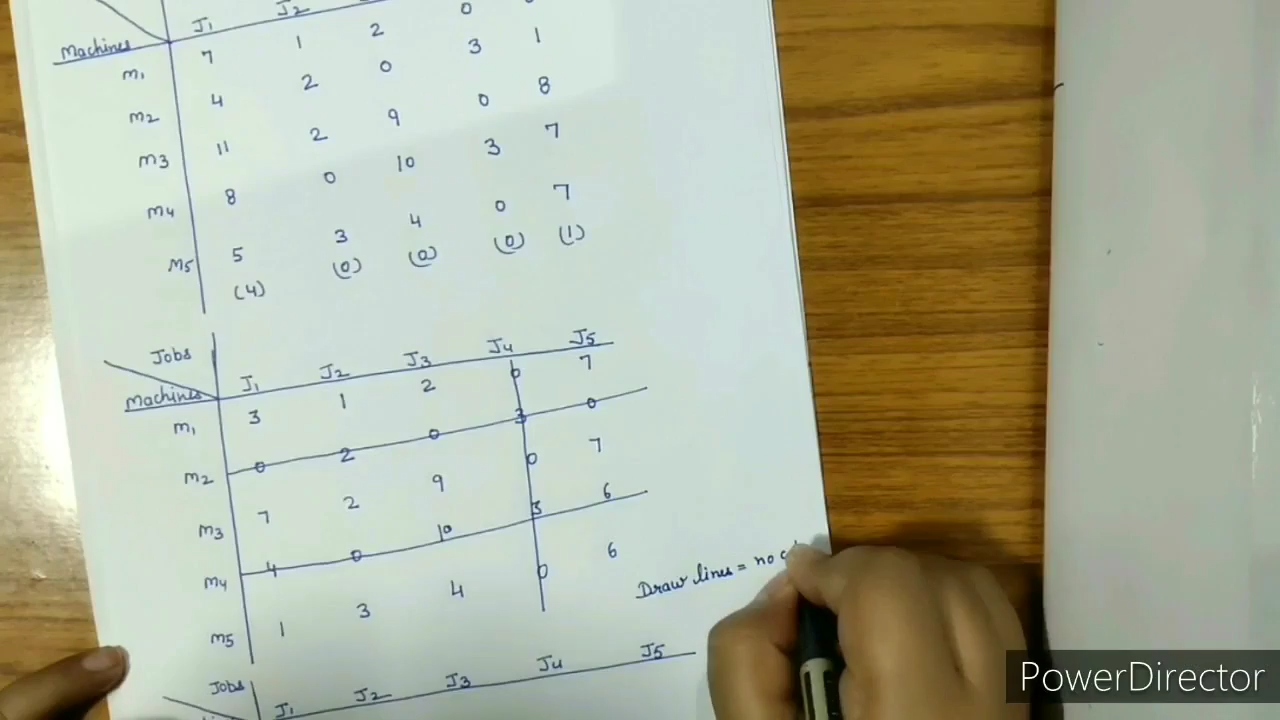 J1 J2
Machines
M1 7 1 2 0
M2 4 2 0 3 1
M3 11 2 9 0 8
M4 8 0 10 3 7
M5 5 3 4 0 7
(4) (0) (0) (0) (1)
Jobs
Machines J1 J2 J3 J4 J5
M1 3 1 2 0 7
M2 0 2 0 3 0
M3 7 2 9 0 7
M4 4 0 10 3 6
M5 1 3 4 0 6
Draw lines = no
Jobs J1 J2 J3 J4 J5
PowerDirector